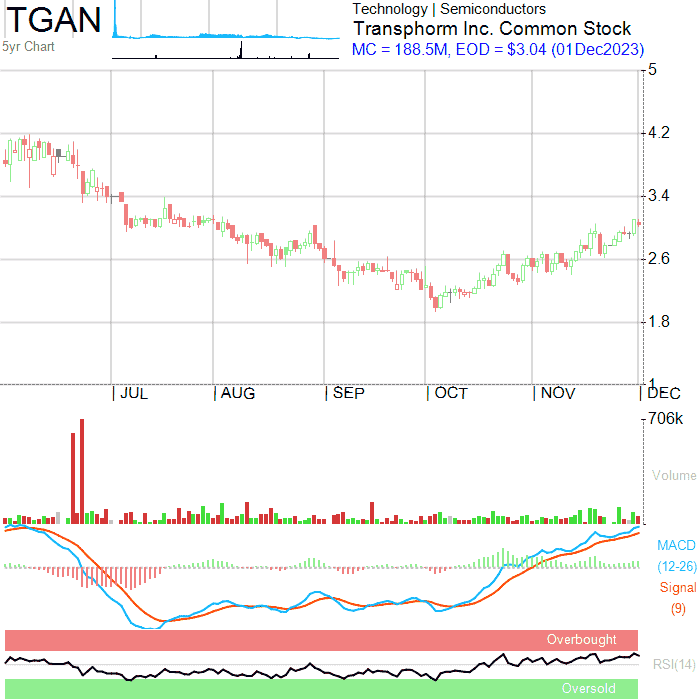 TGAN
5yr Chart
Technology | Semiconductors
Transphorm Inc. Common Stock
MC = 188.5M, EOD = $3.04 (01Dec2023)
5
4.2
3.4
2.6
1.8
1
| JUL | AUG | SEP | OCT | NOV | DEC
706k
Volume
MACD
(12-26)
Signal
(9)
Overbought
RSI(14)
Oversold